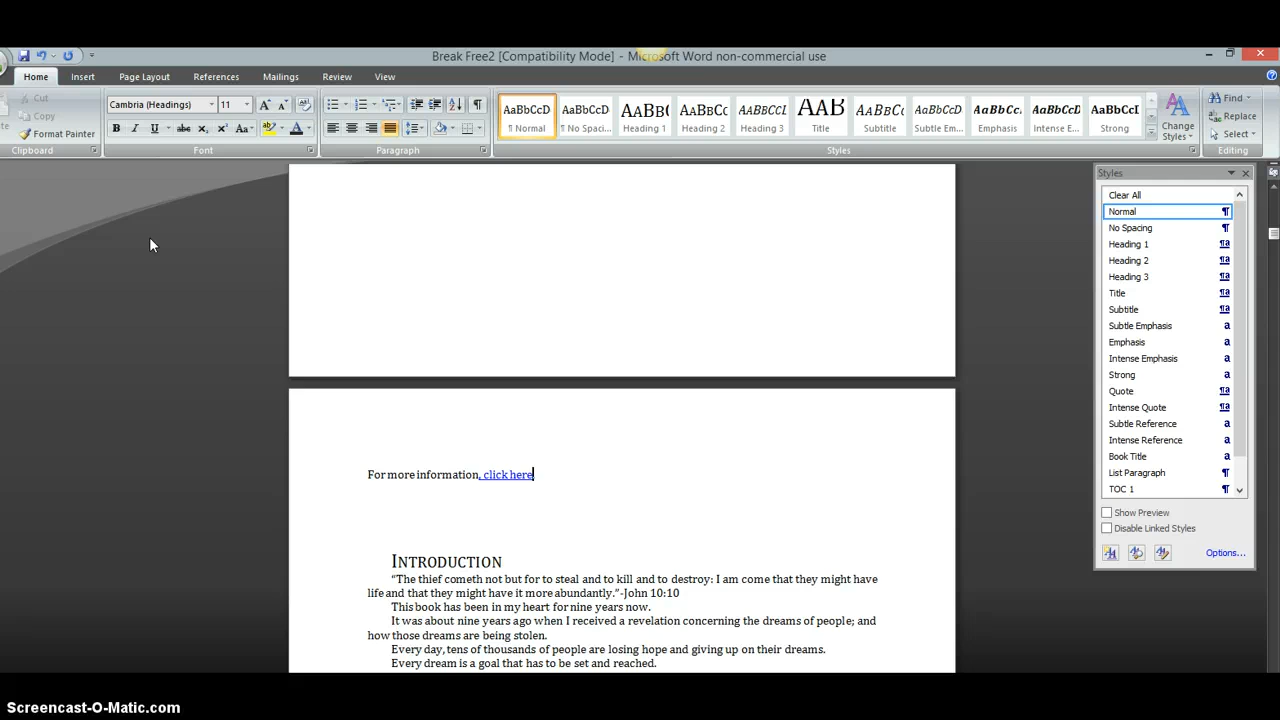 Break Free2 [Compatibility Mode] - Microsoft Word non-commercial use
Home Insert Page Layout References Mailings Review View
Cut
Copy
Format Painter
Clipboard
Cambria (Headings) 11
Font
Paragraph
AaBbCcD AaBbCcD AaBb( AaBbCc AaBbCcI AAB AaBbCc AaBbCcD AaBbCc. AaBbCcD AaBbCcI
¶ Normal ¶ No Spaci... Heading 1 Heading 2 Heading 3 Title Subtitle Subtle Em... Emphasis Intense E... Strong
Change Styles
Styles
Find
Replace
Select
Editing
Styles
Clear All
Normal
No Spacing
Heading 1
Heading 2
Heading 3
Title
Subtitle
Subtle Emphasis
Emphasis
Intense Emphasis
Strong
Quote
Intense Quote
Subtle Reference
Intense Reference
Book Title
List Paragraph
TOC 1
Show Preview
Disable Linked Styles
Options...
For more information, click here
INTRODUCTION
“The thief cometh not but for to steal and to kill and to destroy: I am come that they might have
life and that they might have it more abundantly.”-John 10:10
This book has been in my heart for nine years now.
It was about nine years ago when I received a revelation concerning the dreams of people; and
how those dreams are being stolen.
Every day, tens of thousands of people are losing hope and giving up on their dreams.
Every dream is a goal that has to be set and reached.
Screencast-O-Matic.com